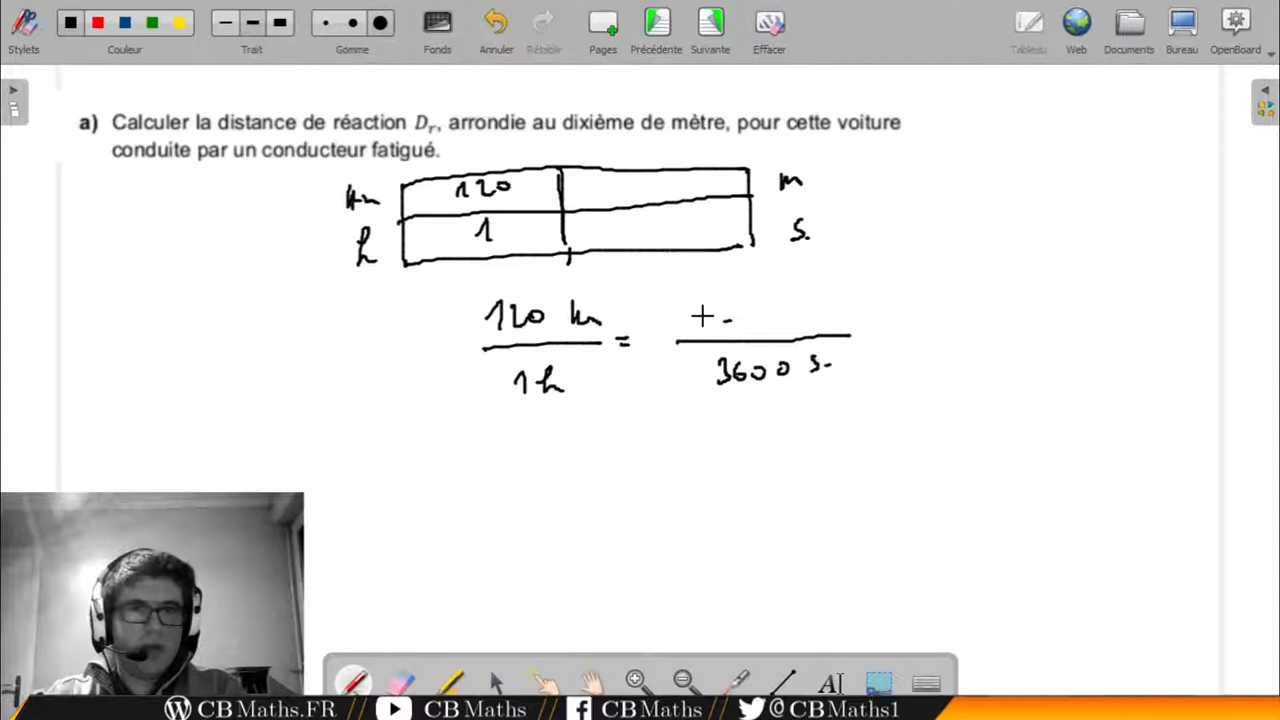 Stylets Couleur Trait Gomme Fonds Annuler Rétablir Pages Précédente Suivante Effacer Tableau Web Documents Bureau OpenBoard
a) Calculer la distance de réaction Dr, arrondie au dixième de mètre, pour cette voiture
conduite par un conducteur fatigué.
km 120 m
h 1 s.
120 km
1 h
=
3600 s.
CBMaths.FR CBMaths CBMaths @CBMaths1